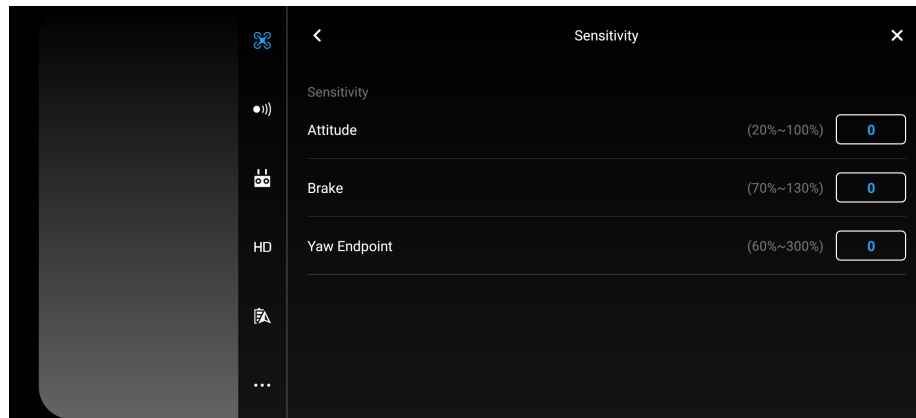 Sensitivity
Sensitivity
Attitude (20%~100%) 0
Brake (70%~130%) 0
HD
Yaw Endpoint (60%~300%) 0